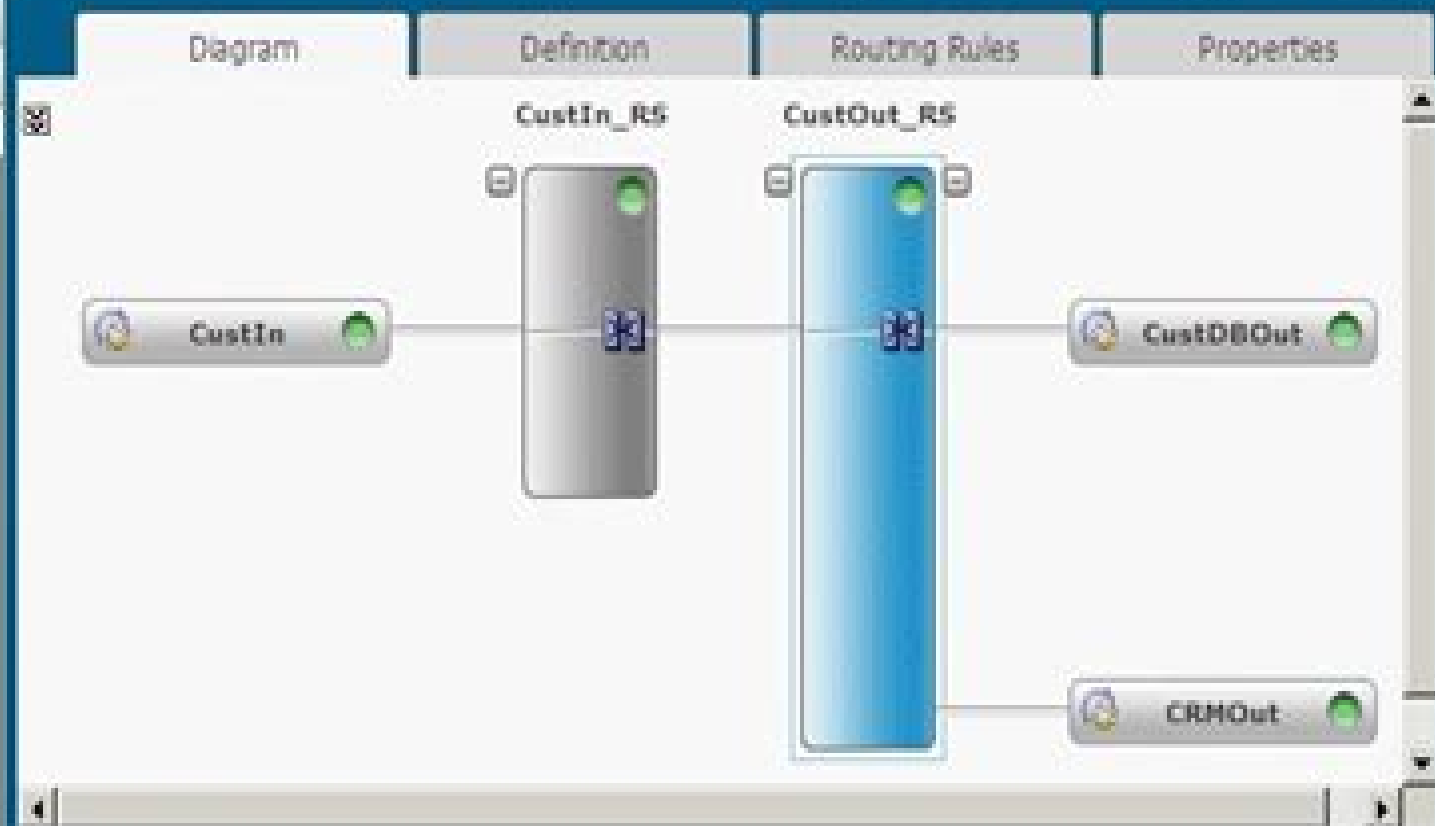 Diagram
Definition
Routing Rules
Properties
CustIn_RS
CustOut_RS
CustIn
CustDBOut
CRMOut